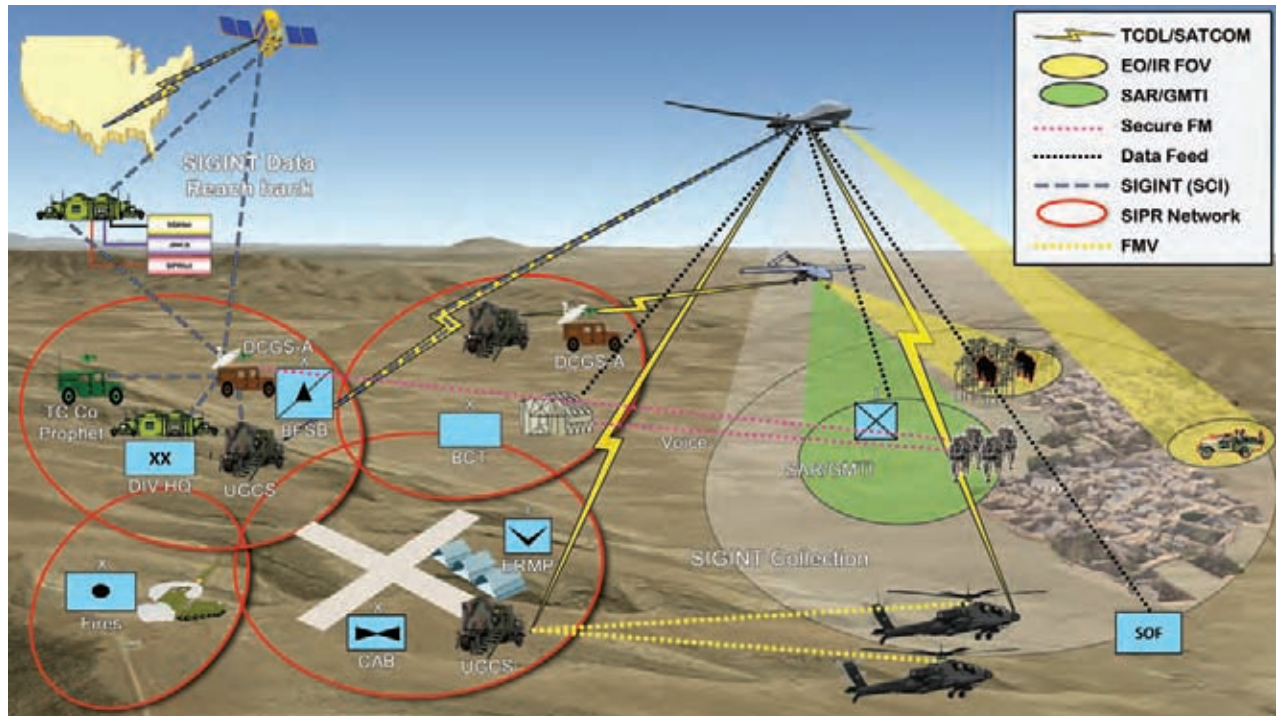 TCDL/SATCOM
EO/IR FOV
SAR/GMTI
Secure FM
Data Feed
SIGINT (SCI)
SIPR Network
FMV
SIGINT Data
Reach back
DCGS-A
X
TC Co
Prophet
BFSB
XX
DIV HQ
UGCS
DCGS-A
X
BCT
Voice
SAR/GMTI
SIGINT Collection
X
Fires
ERMP
X
CAB
UGCS
SOF